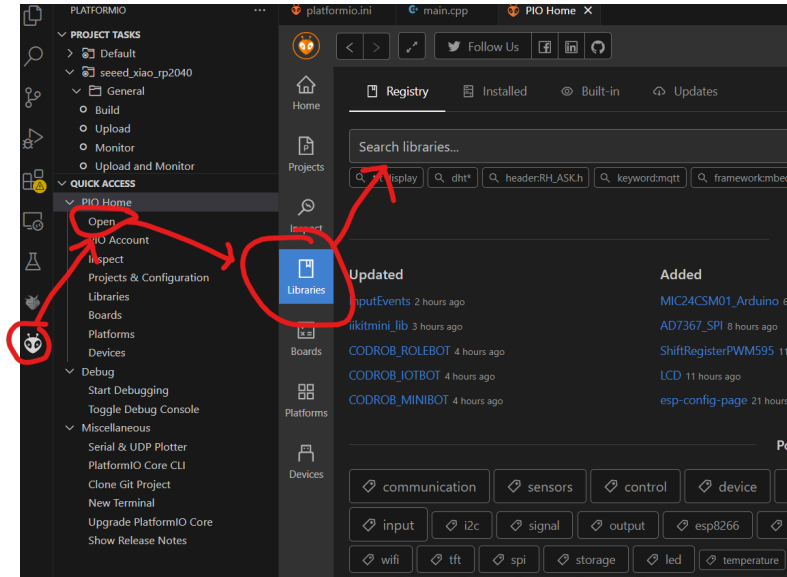 PLATFORMIO
PROJECT TASKS
Default
seeed_xiao_rp2040
General
Build
Upload
Monitor
Upload and Monitor
QUICK ACCESS
PIO Home
Open
PIO Account
Inspect
Projects & Configuration
Libraries
Boards
Platforms
Devices
Debug
Start Debugging
Toggle Debug Console
Miscellaneous
Serial & UDP Plotter
PlatformIO Core CLI
Clone Git Project
New Terminal
Upgrade PlatformIO Core
Show Release Notes
platformio.ini
main.cpp
PIO Home
Follow Us
Home
Projects
Inspect
Libraries
Boards
Platforms
Devices
Registry
Installed
Built-in
Updates
Search libraries...
display
dht*
header:RH_ASK.h
keyword:mqtt
framework:mbed
Updated
InputEvents 2 hours ago
iikitmini_lib 3 hours ago
CODROB_ROLEBOT 4 hours ago
CODROB_IOTBOT 4 hours ago
CODROB_MINIBOT 4 hours ago
Added
MIC24CSM01_Arduino 6
AD7367_SPI 8 hours ago
ShiftRegisterPWM595 11
LCD 11 hours ago
esp-config-page 21 hours
Po
communication
sensors
control
device
input
i2c
signal
output
esp8266
wifi
tft
spi
storage
led
temperature